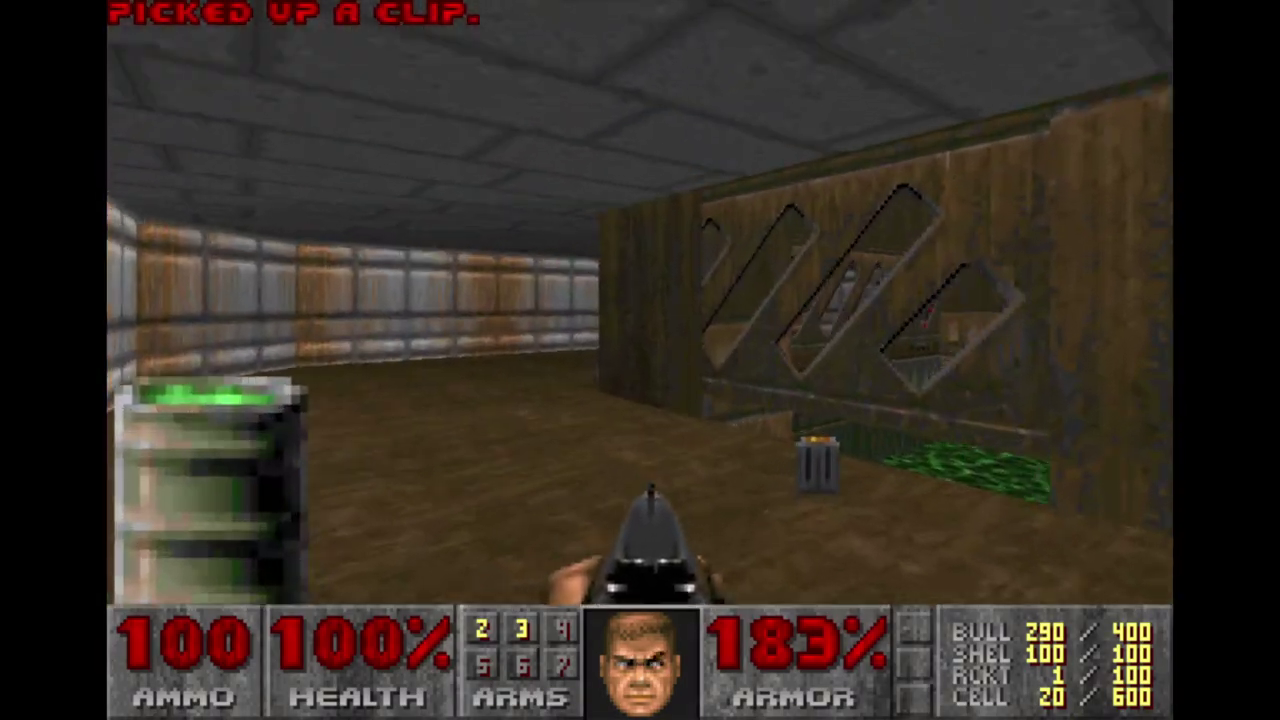 PICKED UP A CLIP.
100 100% 2 3 4 183% BULL 290 / 400
SHEL 100 / 100
5 6 7 RCKT 1 / 100
AMMO HEALTH ARMS ARMOR CELL 20 / 600